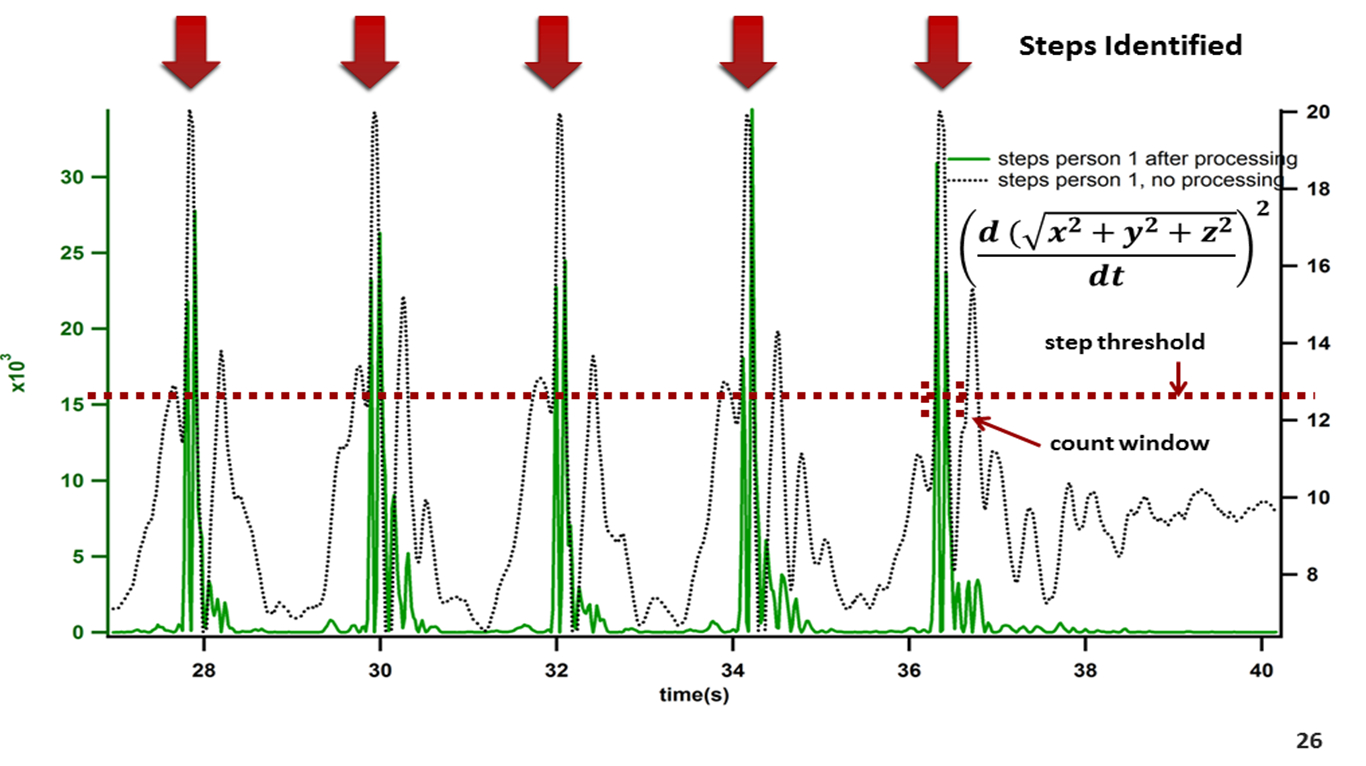 Steps Identified
20
steps person 1 after processing
30
steps person 1, no processing
18
(d (√x² + y² + z² / dt)²
25
16
20
step threshold
14
x10³
15
12
count window
10
10
5
8
0
28 30 32 34 36 38 40
time(s)
26